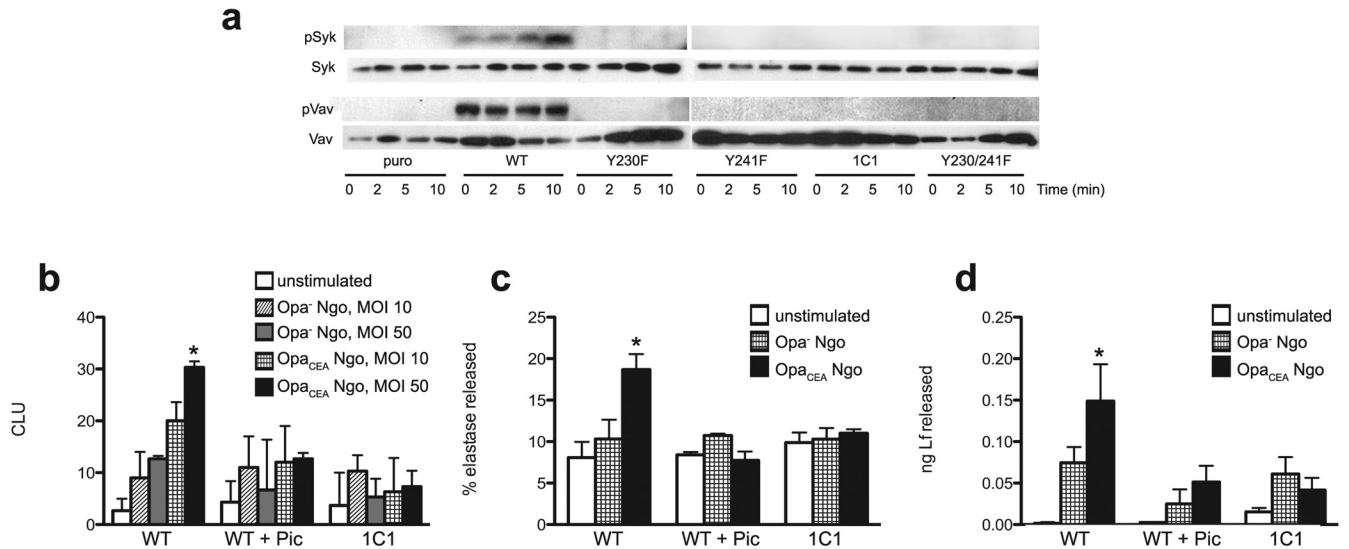 a
pSyk
Syk
pVav
Vav
puro WT Y230F Y241F 1C1 Y230/241F
0 2 5 10 0 2 5 10 0 2 5 10 0 2 5 10 0 2 5 10 0 2 5 10 Time (min)
b
unstimulated
Opa- Ngo, MOI 10
Opa- Ngo, MOI 50
OpaCEA Ngo, MOI 10
OpaCEA Ngo, MOI 50
CLU
40
30
20
10
0
*
WT WT + Pic 1C1
c
unstimulated
Opa- Ngo
OpaCEA Ngo
% elastase released
25
20
15
10
5
0
*
WT WT + Pic 1C1
d
unstimulated
Opa- Ngo
OpaCEA Ngo
ng Lf released
0.25
0.20
0.15
0.10
0.05
0.00
*
WT WT + Pic 1C1